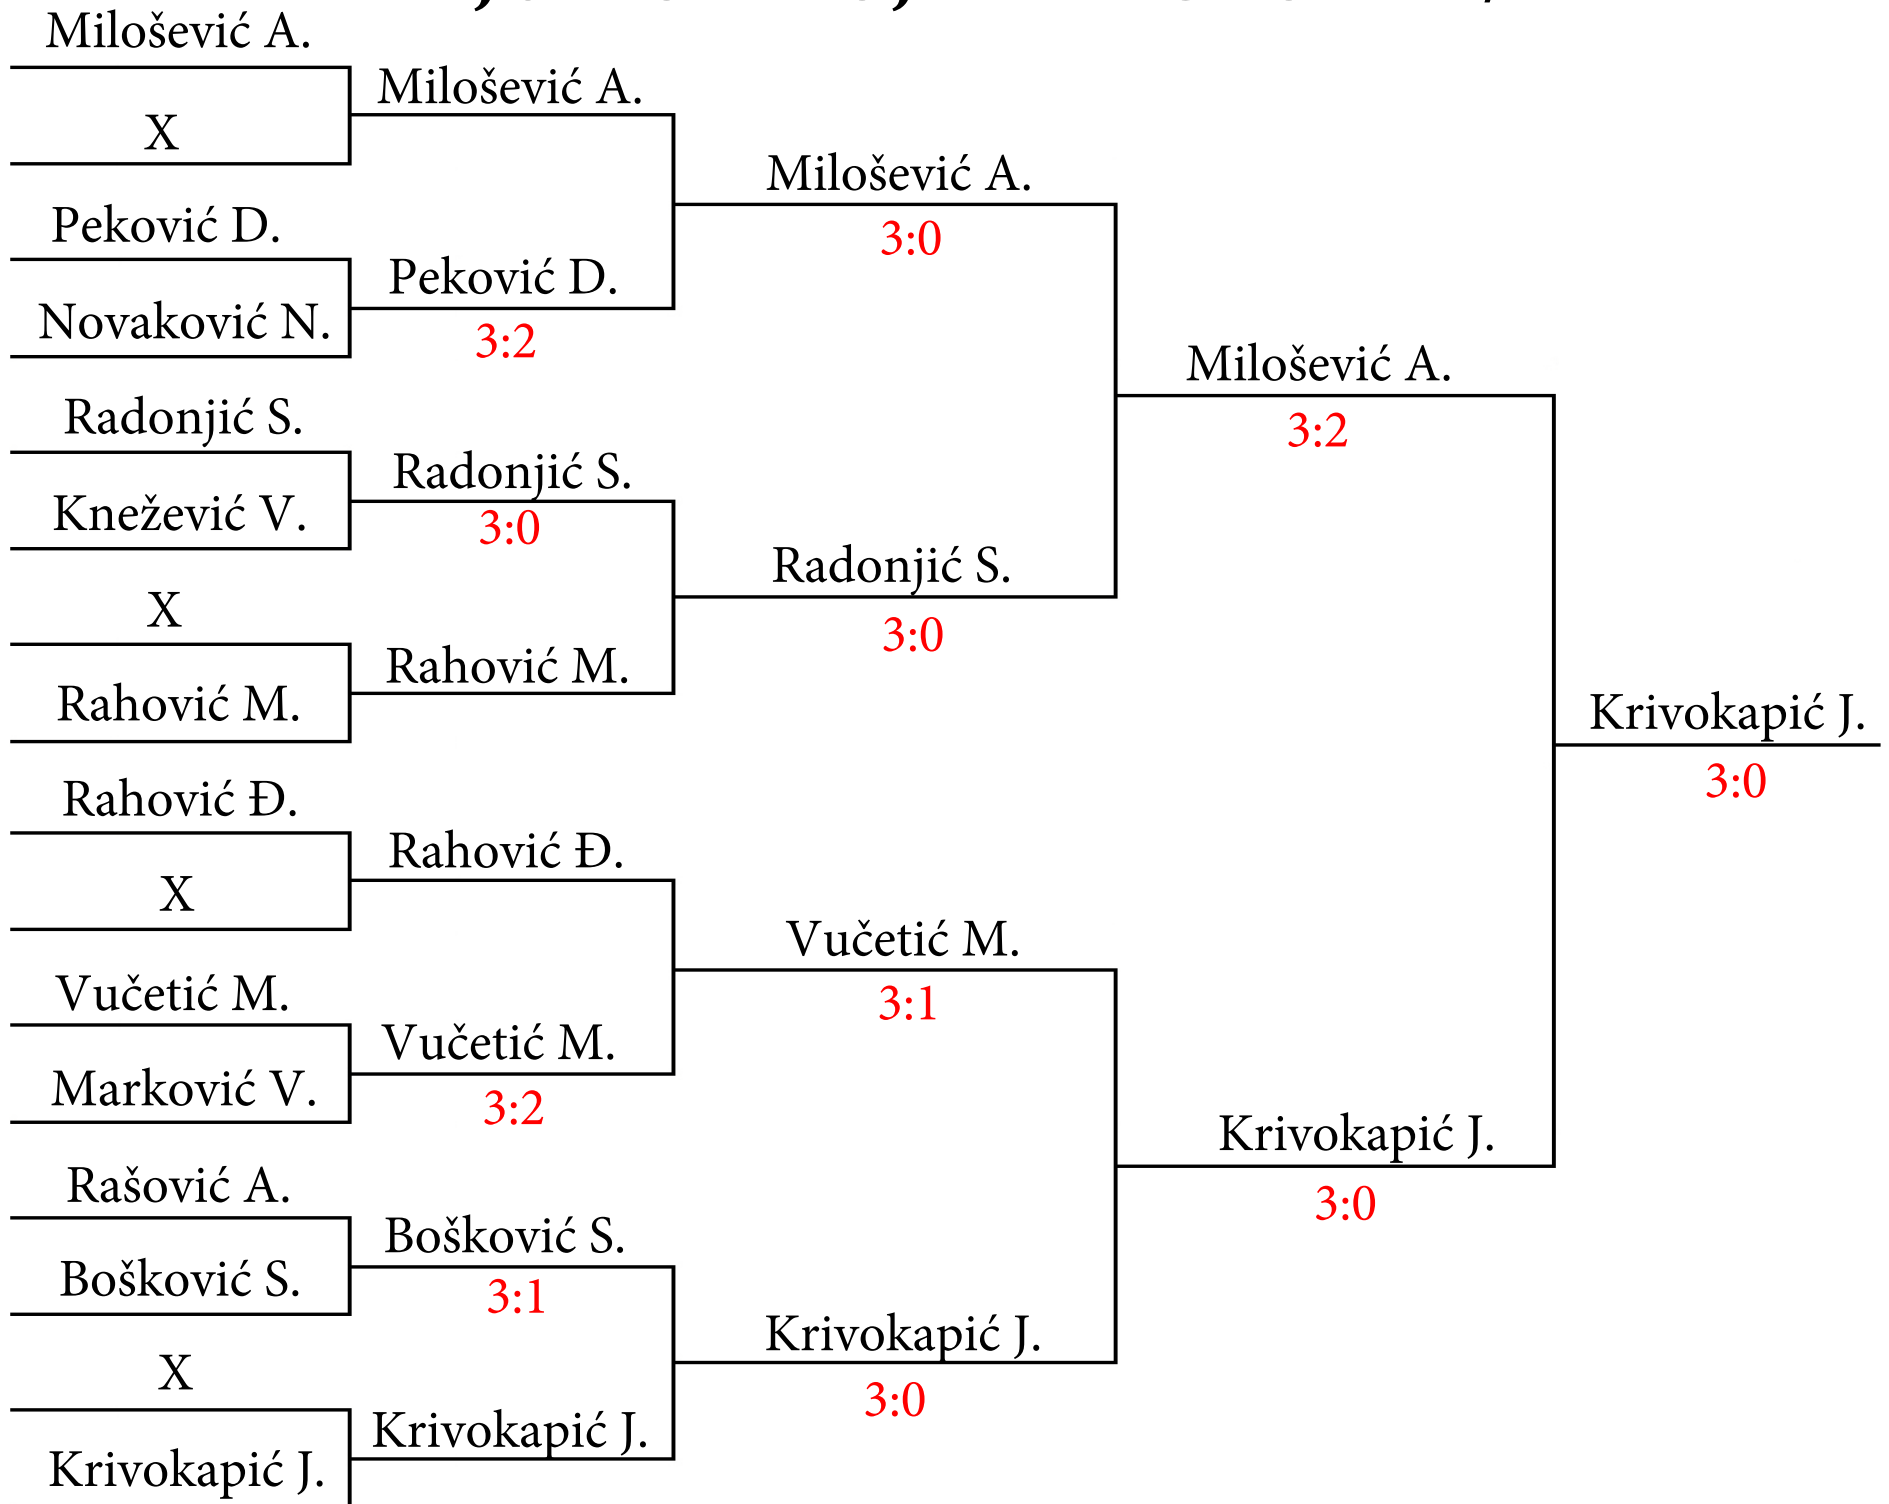 Milošević A.
X
Peković D.
Novaković N.
Radonjić S.
Knežević V.
X
Rahović M.
Rahović Đ.
X
Vučetić M.
Marković V.
Rašović A.
Bošković S.
X
Krivokapić J.
Milošević A.
Peković D.
3:2
Radonjić S.
3:0
Rahović M.
Rahović Đ.
Vučetić M.
3:2
Bošković S.
3:1
Krivokapić J.
Milošević A.
3:0
Radonjić S.
3:0
Vučetić M.
3:1
Krivokapić J.
3:0
Milošević A.
3:2
Krivokapić J.
3:0
Krivokapić J.
3:0